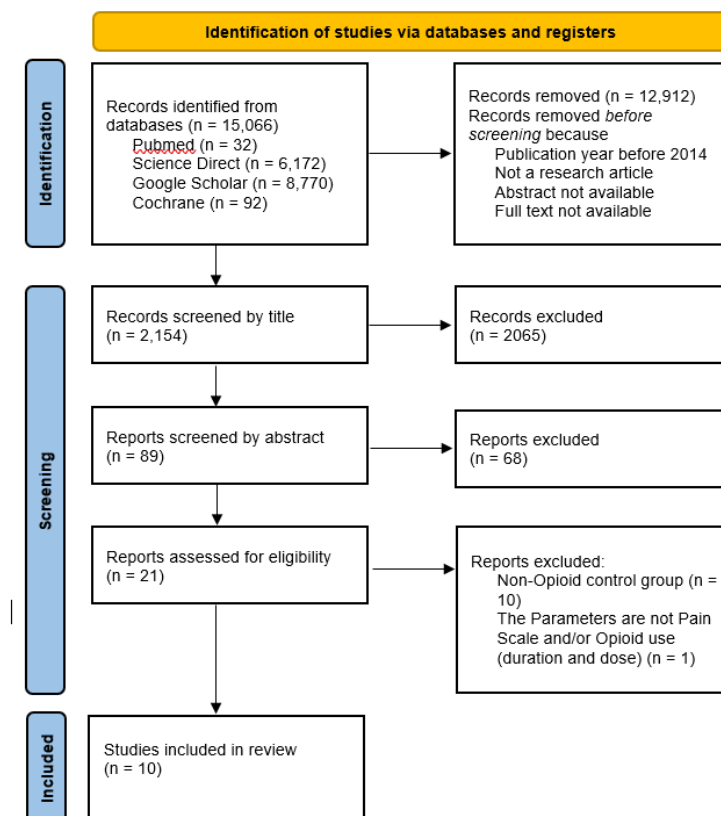 Identification of studies via databases and registers
Identification
Records identified from
databases (n = 15,066)
Pubmed (n = 32)
Science Direct (n = 6,172)
Google Scholar (n = 8,770)
Cochrane (n = 92)
Records removed (n = 12,912)
Records removed before
screening because
Publication year before 2014
Not a research article
Abstract not available
Full text not available
Screening
Records screened by title
(n = 2,154)
Records excluded
(n = 2065)
Reports screened by abstract
(n = 89)
Reports excluded
(n = 68)
Reports assessed for eligibility
(n = 21)
Reports excluded:
Non-Opioid control group (n =
10)
The Parameters are not Pain
Scale and/or Opioid use
(duration and dose) (n = 1)
Included
Studies included in review
(n = 10)